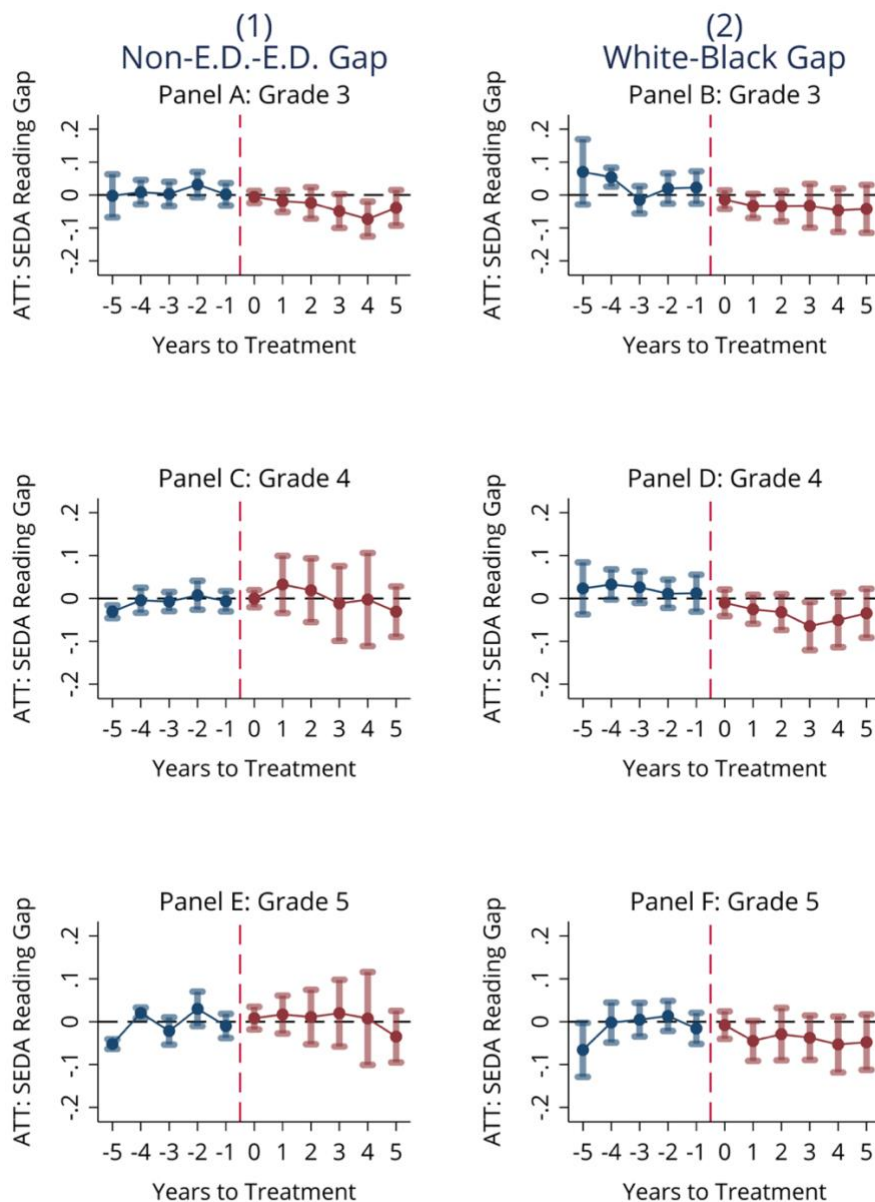 (1)
Non-E.D.-E.D. Gap
(2)
White-Black Gap
Panel A: Grade 3
ATT: SEDA Reading Gap
.2
.1
0
-.1
-.2
-5 -4 -3 -2 -1 0 1 2 3 4 5
Years to Treatment
Panel B: Grade 3
ATT: SEDA Reading Gap
.2
.1
0
-.1
-.2
-5 -4 -3 -2 -1 0 1 2 3 4 5
Years to Treatment
Panel C: Grade 4
ATT: SEDA Reading Gap
.2
.1
0
-.1
-.2
-5 -4 -3 -2 -1 0 1 2 3 4 5
Years to Treatment
Panel D: Grade 4
ATT: SEDA Reading Gap
.2
.1
0
-.1
-.2
-5 -4 -3 -2 -1 0 1 2 3 4 5
Years to Treatment
Panel E: Grade 5
ATT: SEDA Reading Gap
.2
.1
0
-.1
-.2
-5 -4 -3 -2 -1 0 1 2 3 4 5
Years to Treatment
Panel F: Grade 5
ATT: SEDA Reading Gap
.2
.1
0
-.1
-.2
-5 -4 -3 -2 -1 0 1 2 3 4 5
Years to Treatment